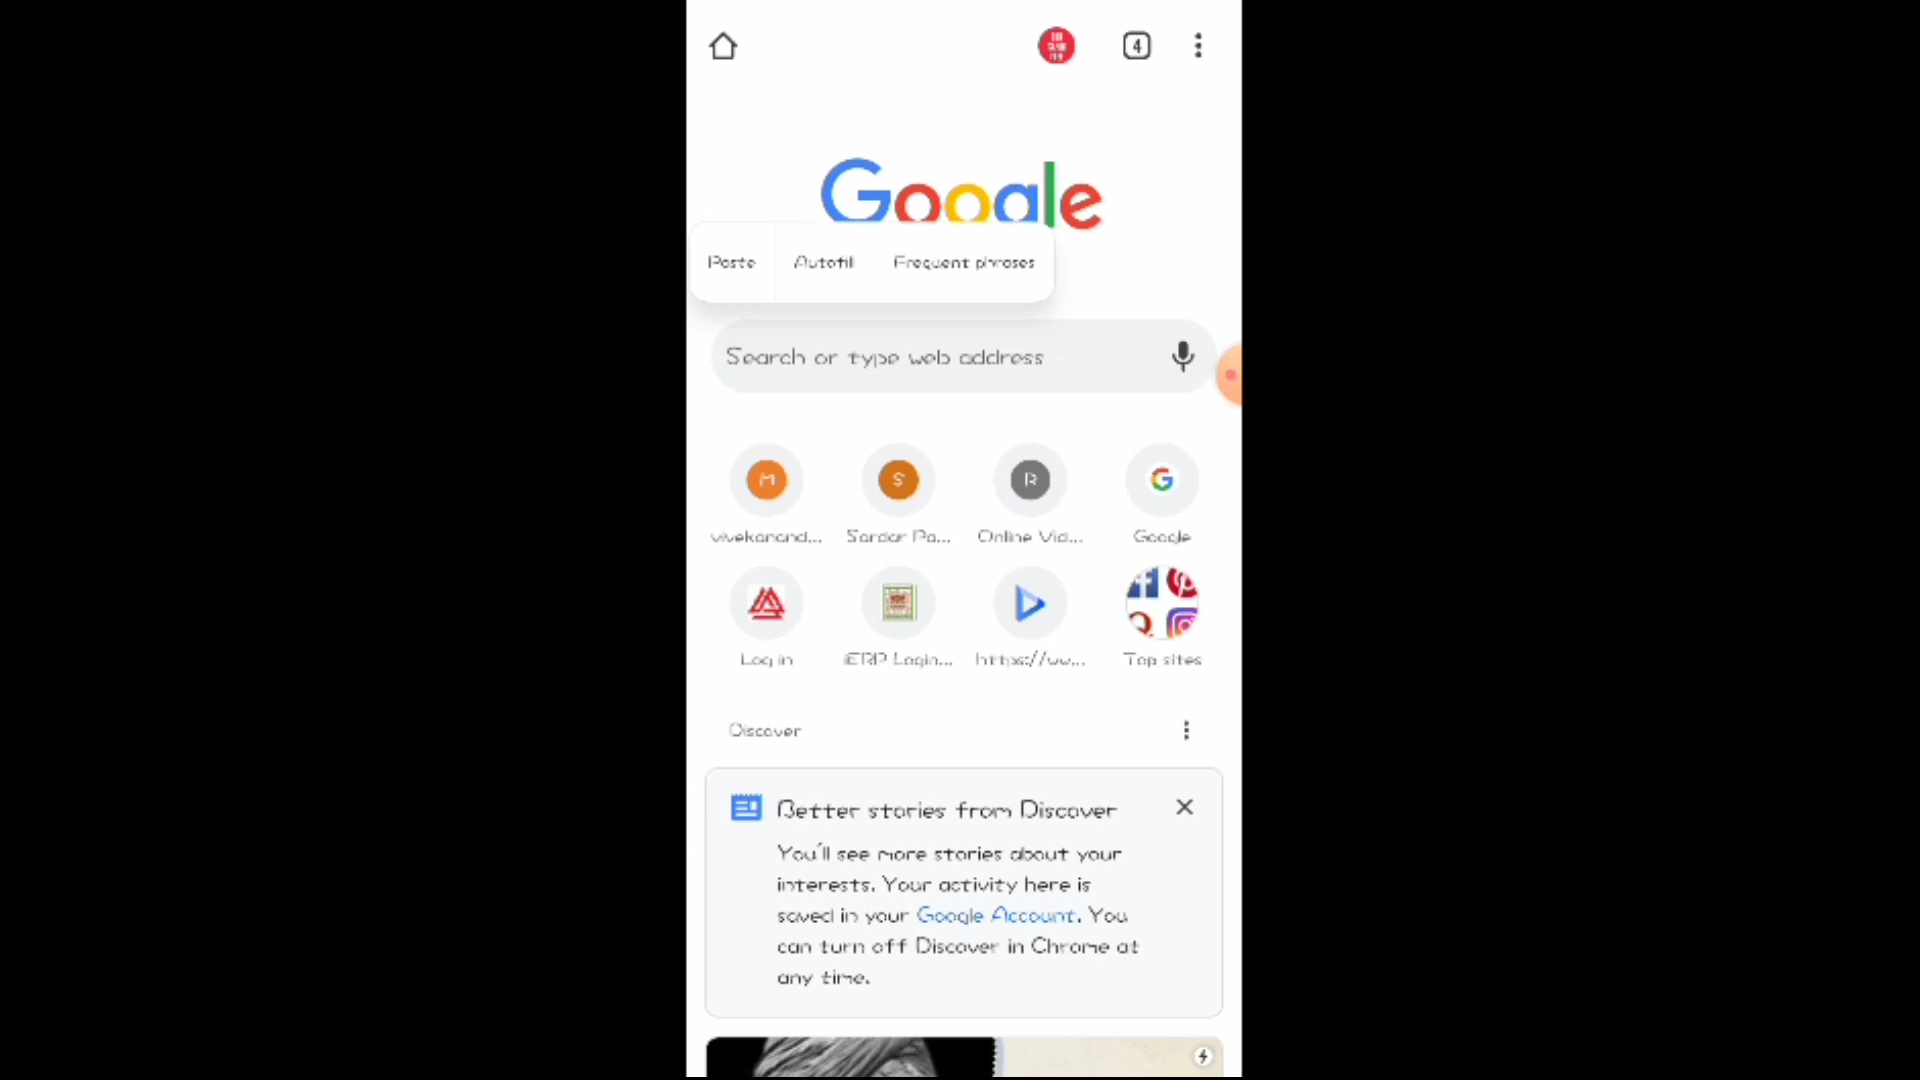 4
Google
Paste Autofill Frequent phrases
Search or type web address
M S R G
vivekanand... Sardar Pa... Online Vid... Google
Log in iERP Login... https://ww... Top sites
Discover
Better stories from Discover
You'll see more stories about your
interests. Your activity here is
saved in your Google Account. You
can turn off Discover in Chrome at
any time.